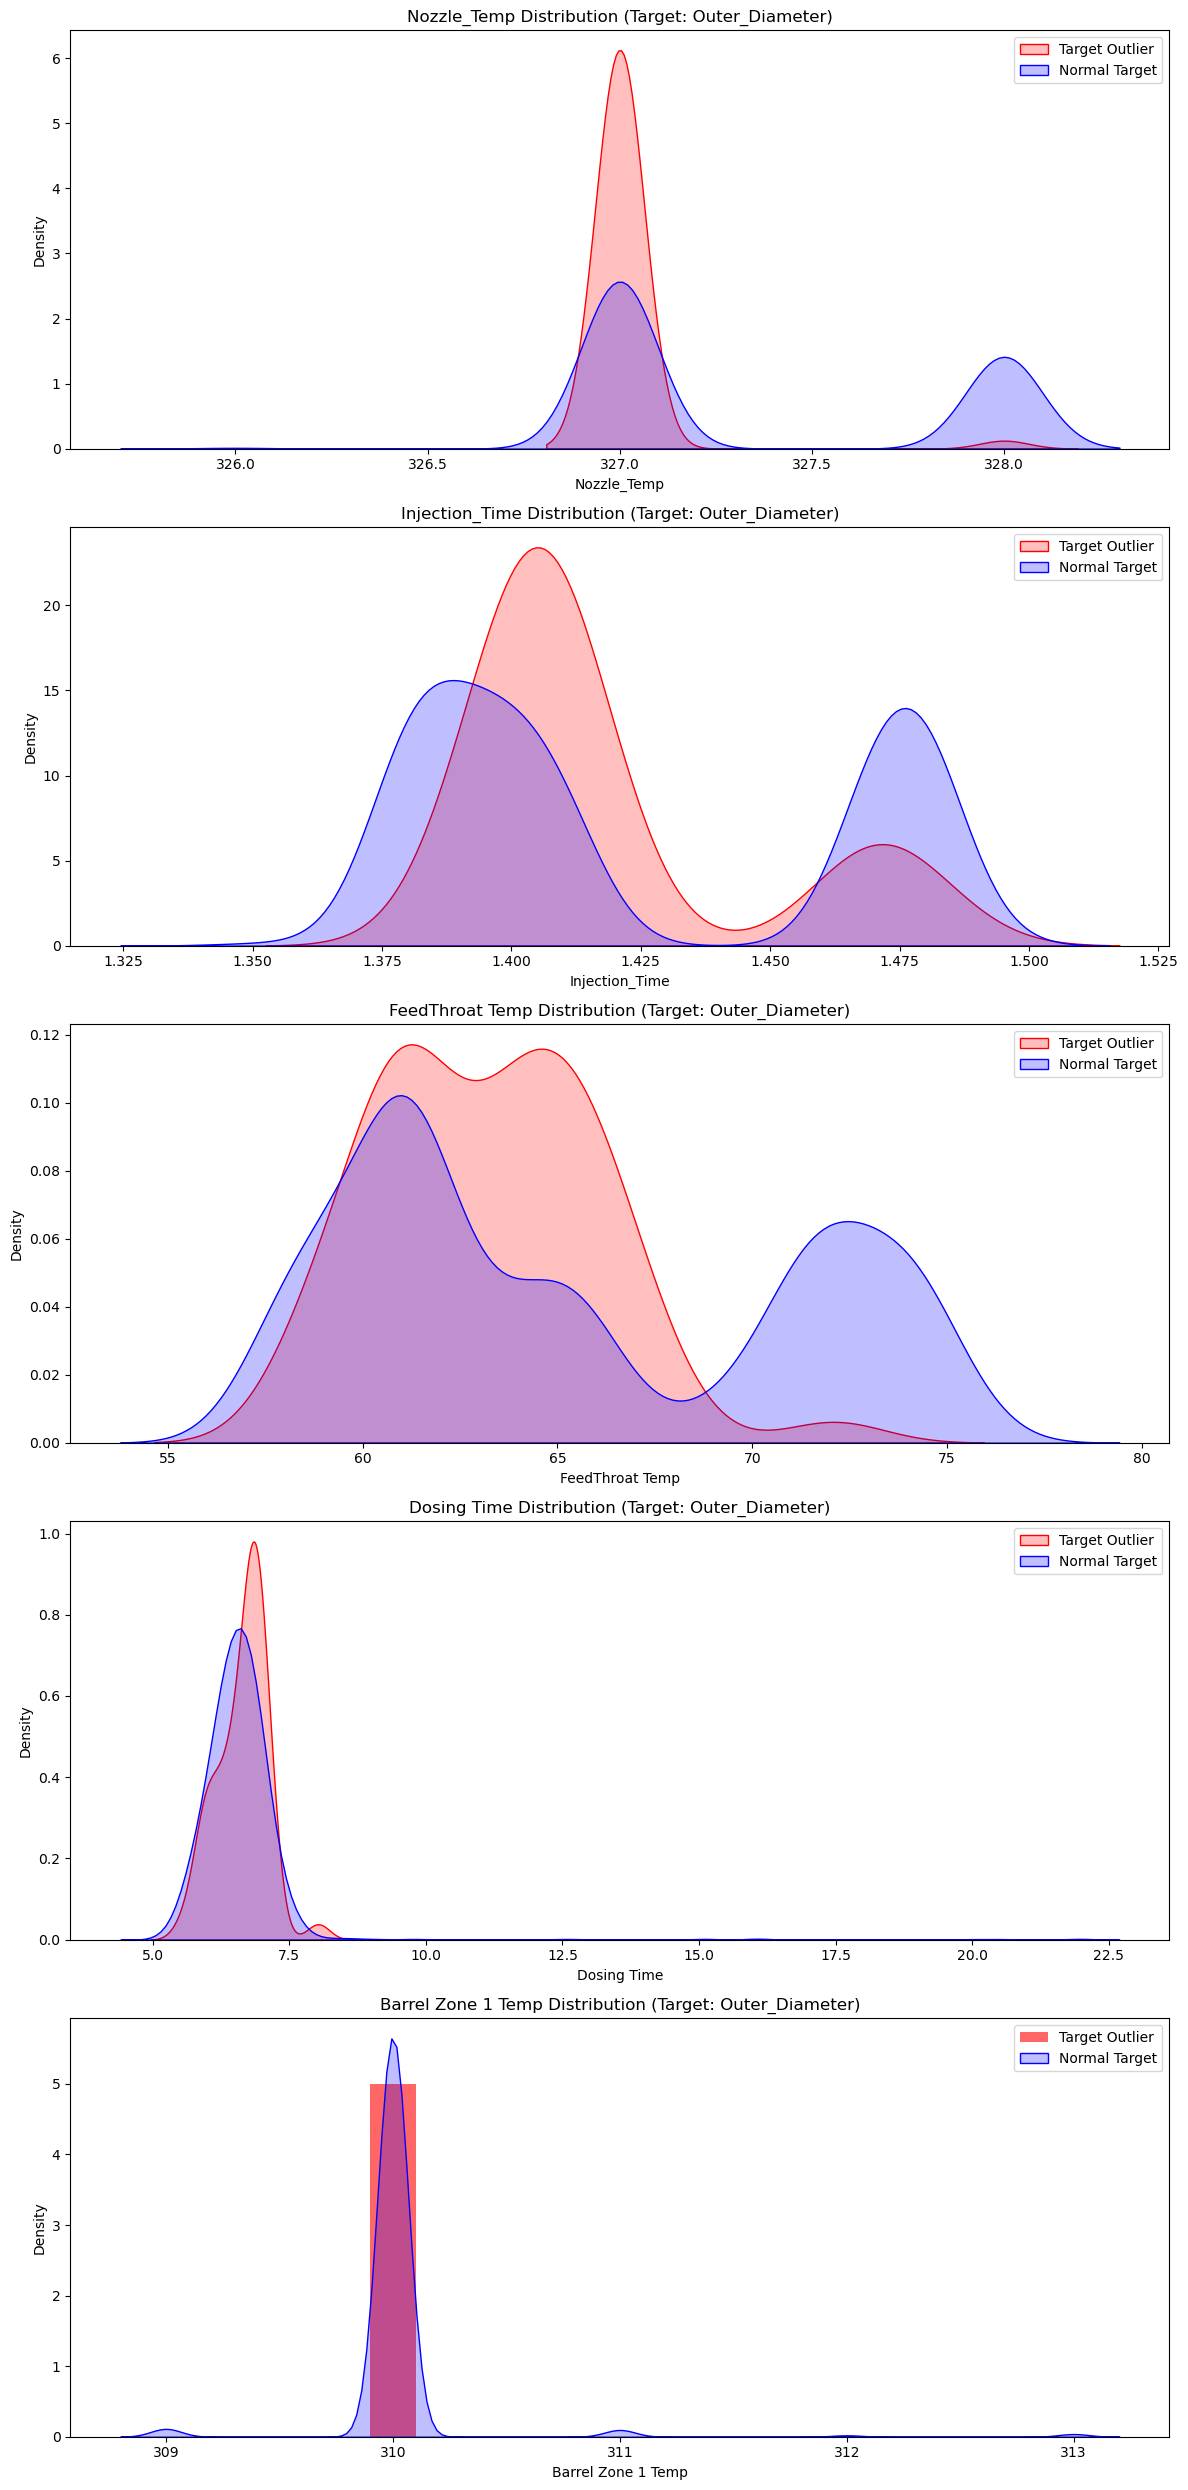 Nozzle_Temp Distribution (Target: Outer_Diameter)
Target Outlier
Normal Target
6
5
4
3
2
1
0
Density
326.0 326.5 327.0 327.5 328.0
Nozzle_Temp
Injection_Time Distribution (Target: Outer_Diameter)
Target Outlier
Normal Target
20
15
10
5
0
Density
1.325 1.350 1.375 1.400 1.425 1.450 1.475 1.500 1.525
Injection_Time
FeedThroat Temp Distribution (Target: Outer_Diameter)
Target Outlier
Normal Target
0.12
0.10
0.08
0.06
0.04
0.02
0.00
Density
55 60 65 70 75 80
FeedThroat Temp
Dosing Time Distribution (Target: Outer_Diameter)
Target Outlier
Normal Target
1.0
0.8
0.6
0.4
0.2
0.0
Density
5.0 7.5 10.0 12.5 15.0 17.5 20.0 22.5
Dosing Time
Barrel Zone 1 Temp Distribution (Target: Outer_Diameter)
Target Outlier
Normal Target
5
4
3
2
1
0
Density
309 310 311 312 313
Barrel Zone 1 Temp